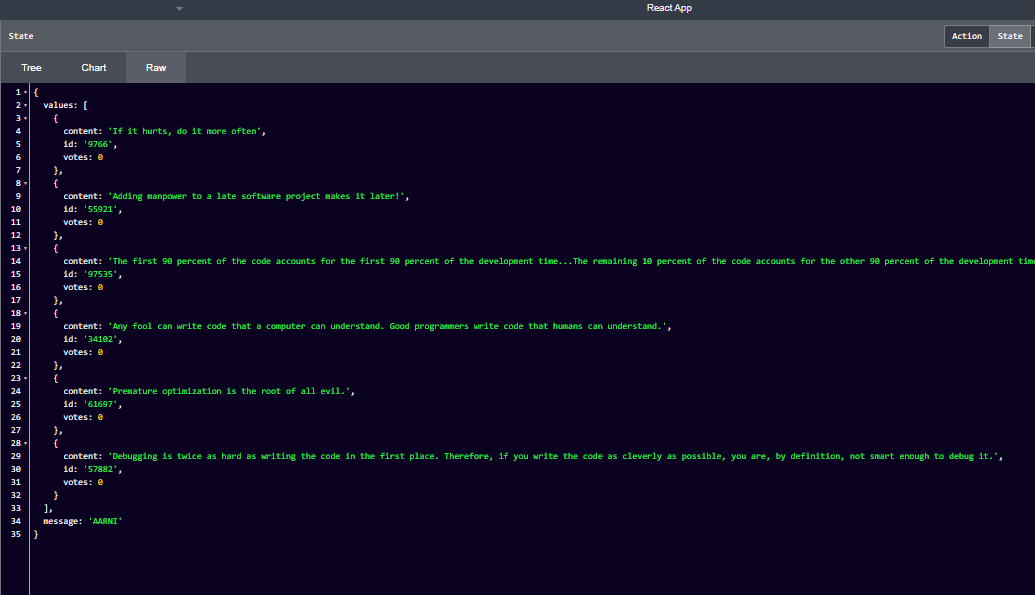 React App
State
Action State
Tree Chart Raw
1 {
2 values: [
3 {
4 content: 'If it hurts, do it more often',
5 id: '9766',
6 votes: 0
7 },
8 {
9 content: 'Adding manpower to a late software project makes it later!',
10 id: '55921',
11 votes: 0
12 },
13 {
14 content: 'The first 90 percent of the code accounts for the first 90 percent of the development time...The remaining 10 percent of the code accounts for the other 90 percent of the development time
15 id: '97535',
16 votes: 0
17 },
18 {
19 content: 'Any fool can write code that a computer can understand. Good programmers write code that humans can understand.',
20 id: '34102',
21 votes: 0
22 },
23 {
24 content: 'Premature optimization is the root of all evil.',
25 id: '61697',
26 votes: 0
27 },
28 {
29 content: 'Debugging is twice as hard as writing the code in the first place. Therefore, if you write the code as cleverly as possible, you are, by definition, not smart enough to debug it.',
30 id: '57882',
31 votes: 0
32 }
33 ],
34 message: 'AARNI'
35 }